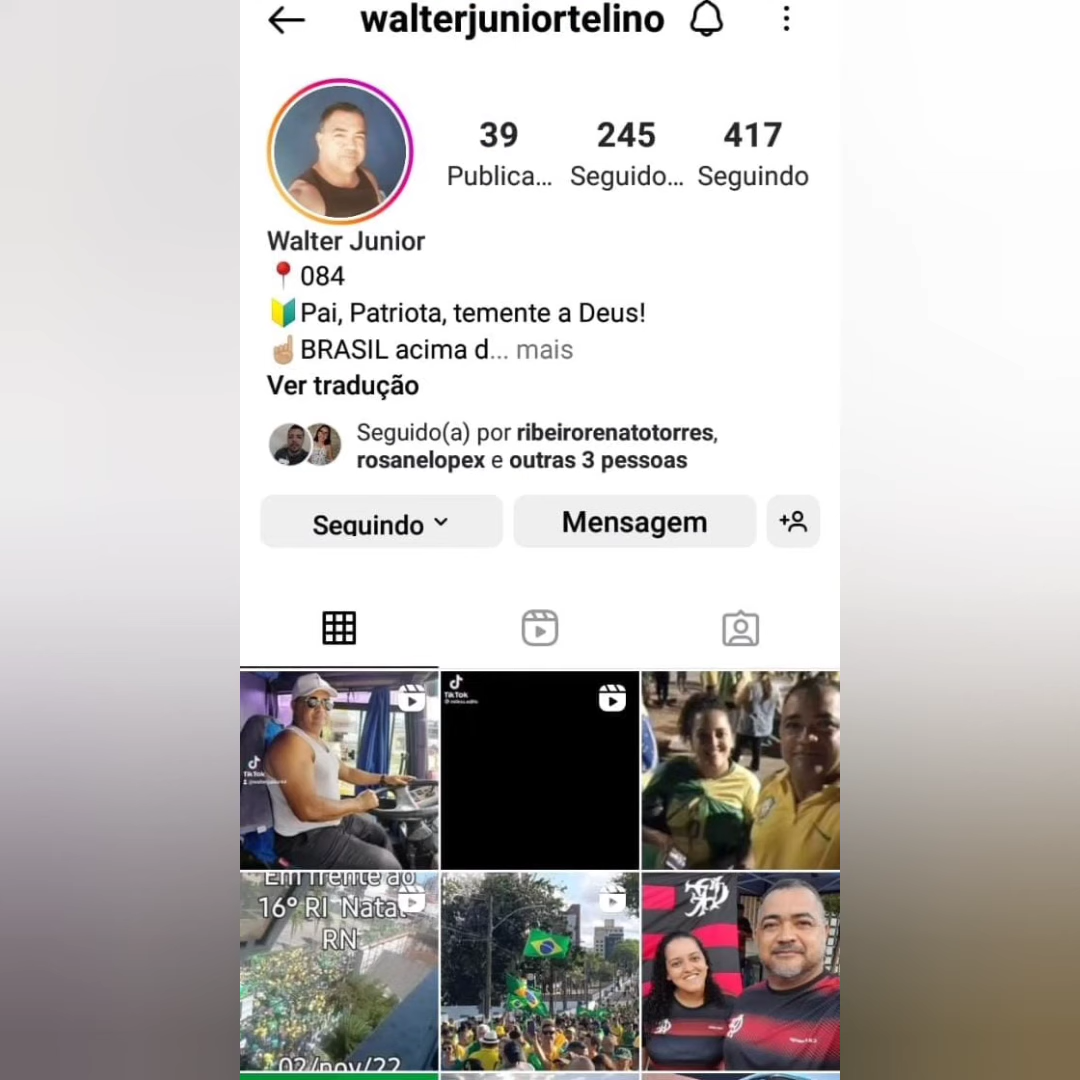 walterjuniortelino
39
245
417
Publica...
Seguido...
Seguindo
Walter Junior
084
Pai, Patriota, temente a Deus!
BRASIL acima d... mais
Ver tradução
Seguido(a) por ribeirorenatotorres,
rosanelopex e outras 3 pessoas
Seguindo
Mensagem
TikTok
TikTok
Em frente ao
16º RI Natal
RN
02/nov/22